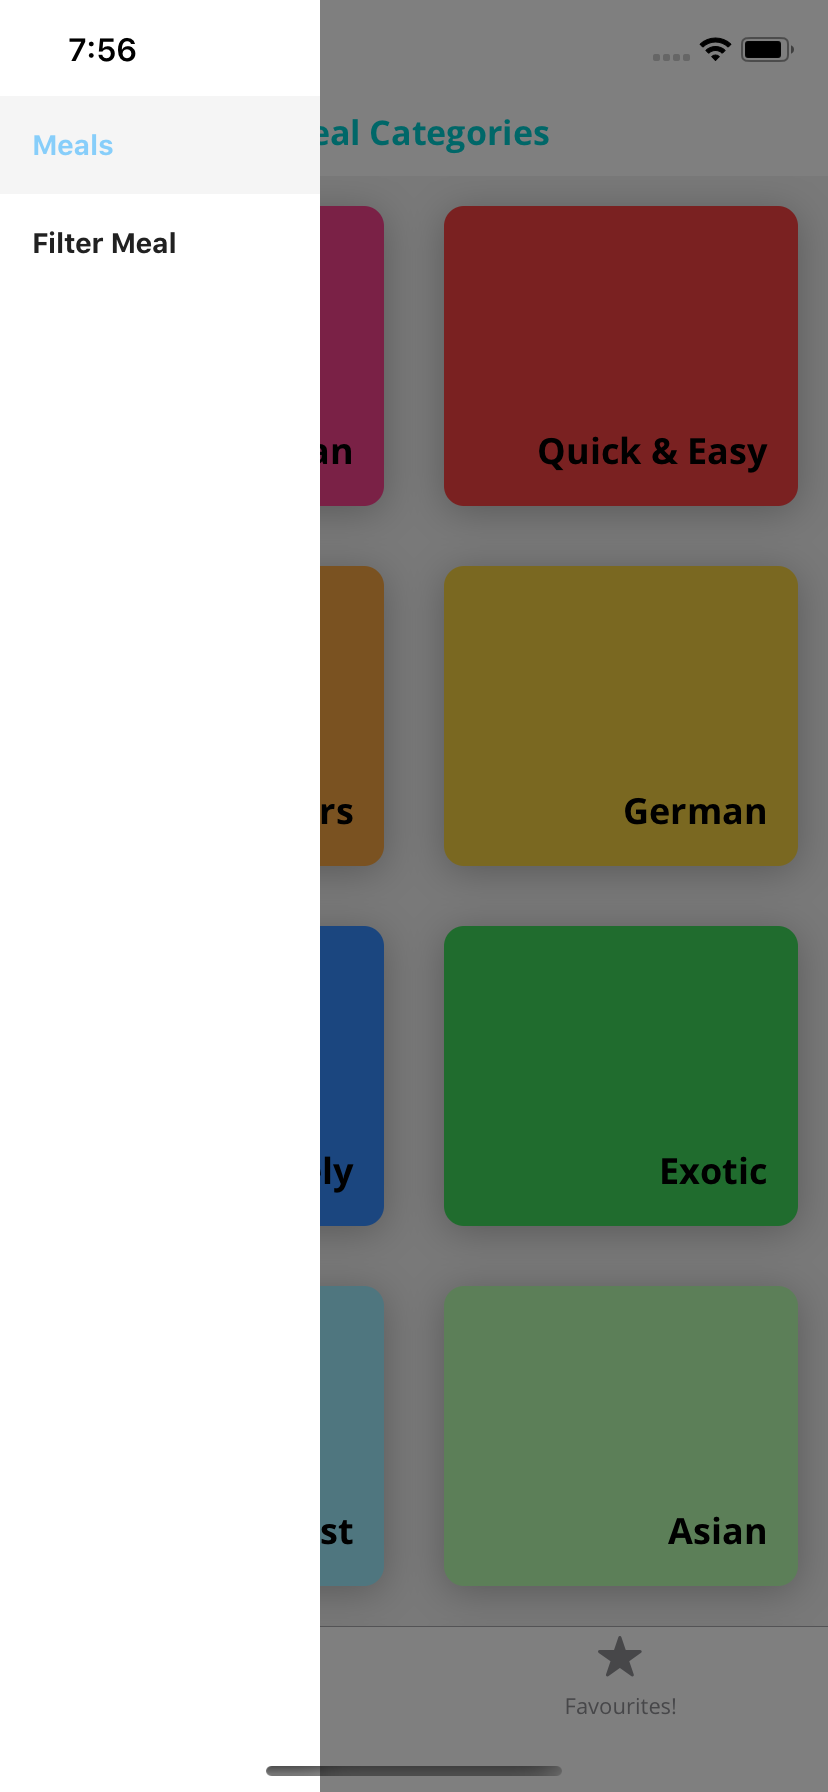 7:56
Meals
Filter Meal
eal Categories
an
Quick & Easy
rs
German
ly
Exotic
st
Asian
Favourites!